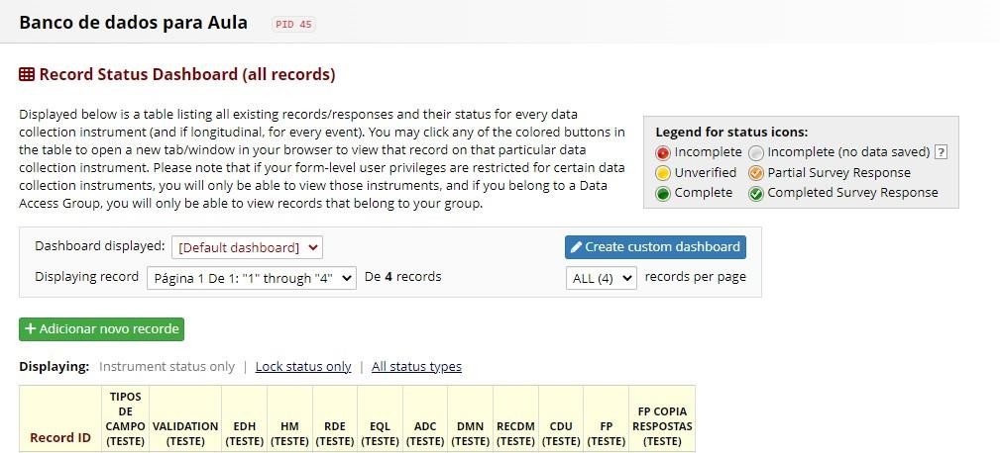 Banco de dados para Aula PID 45
Record Status Dashboard (all records)
Displayed below is a table listing all existing records/responses and their status for every data
collection instrument (and if longitudinal, for every event). You may click any of the colored buttons in
the table to open a new tab/window in your browser to view that record on that particular data
collection instrument. Please note that if your form-level user privileges are restricted for certain data
collection instruments, you will only be able to view those instruments, and if you belong to a Data
Access Group, you will only be able to view records that belong to your group.
Legend for status icons:
Incomplete Incomplete (no data saved) ?
Unverified Partial Survey Response
Complete Completed Survey Response
Dashboard displayed: [Default dashboard] Create custom dashboard
Displaying record Página 1 De 1: "1" through "4" De 4 records ALL (4) records per page
+ Adicionar novo recorde
Displaying: Instrument status only | Lock status only | All status types
TIPOS
DE FP COPIA
CAMPO VALIDATION EDH HM RDE EQL ADC DMN RECDM CDU FP RESPOSTAS
Record ID (TESTE) (TESTE) (TESTE) (TESTE) (TESTE) (TESTE) (TESTE) (TESTE) (TESTE) (TESTE) (TESTE) (TESTE)